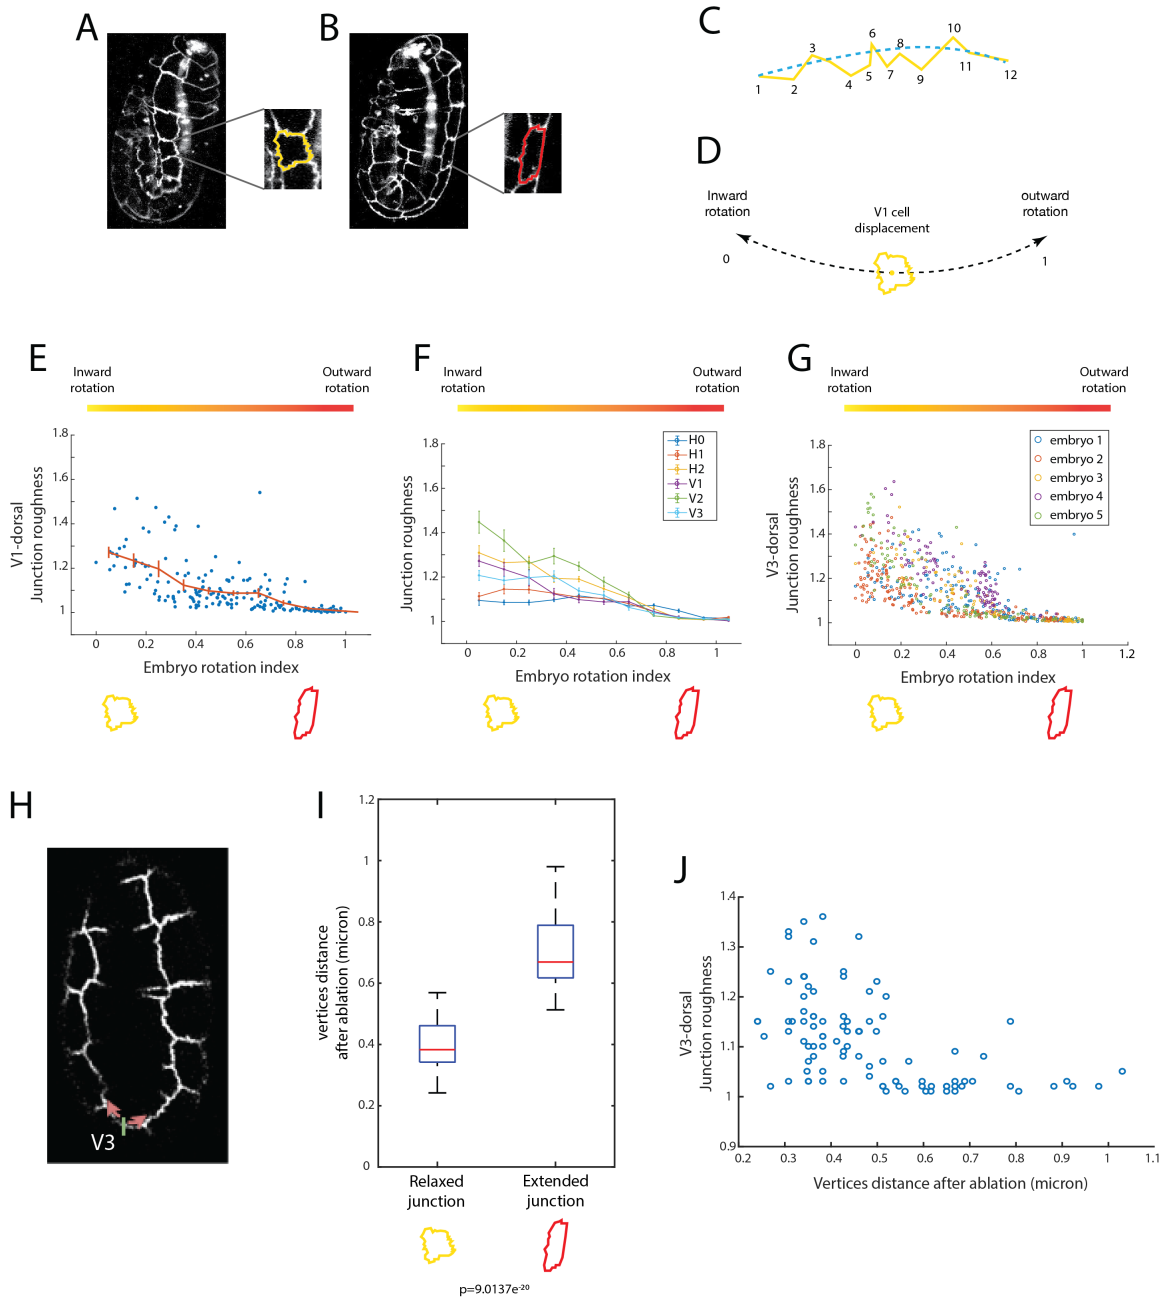 A
B
C
1
2
3
4
5
6
7
8
9
10
11
12
D
Inward
rotation
V1 cell
displacement
outward
rotation
0
1
E
Inward
rotation
Outward
rotation
V1-dorsal
Junction roughness
1.8
1.6
1.4
1.2
1
0
0.2
0.4
0.6
0.8
1
Embryo rotation index
F
Inward
rotation
Outward
rotation
Junction roughness
1.8
1.6
1.4
1.2
1
H0
H1
H2
V1
V2
V3
0
0.2
0.4
0.6
0.8
1
Embryo rotation index
G
Inward
rotation
Outward
rotation
V3-dorsal
Junction roughness
1.8
1.6
1.4
1.2
1
embryo 1
embryo 2
embryo 3
embryo 4
embryo 5
0
0.2
0.4
0.6
0.8
1
1.2
Embryo rotation index
H
V3
I
vertices distance
after ablation (micron)
1.2
1
0.8
0.6
0.4
0.2
0
Relaxed
junction
Extended
junction
p=9.0137e-20
J
V3-dorsal
Junction roughness
1.4
1.3
1.2
1.1
1
0.9
0.2
0.3
0.4
0.5
0.6
0.7
0.8
0.9
1
1.1
Vertices distance after ablation (micron)